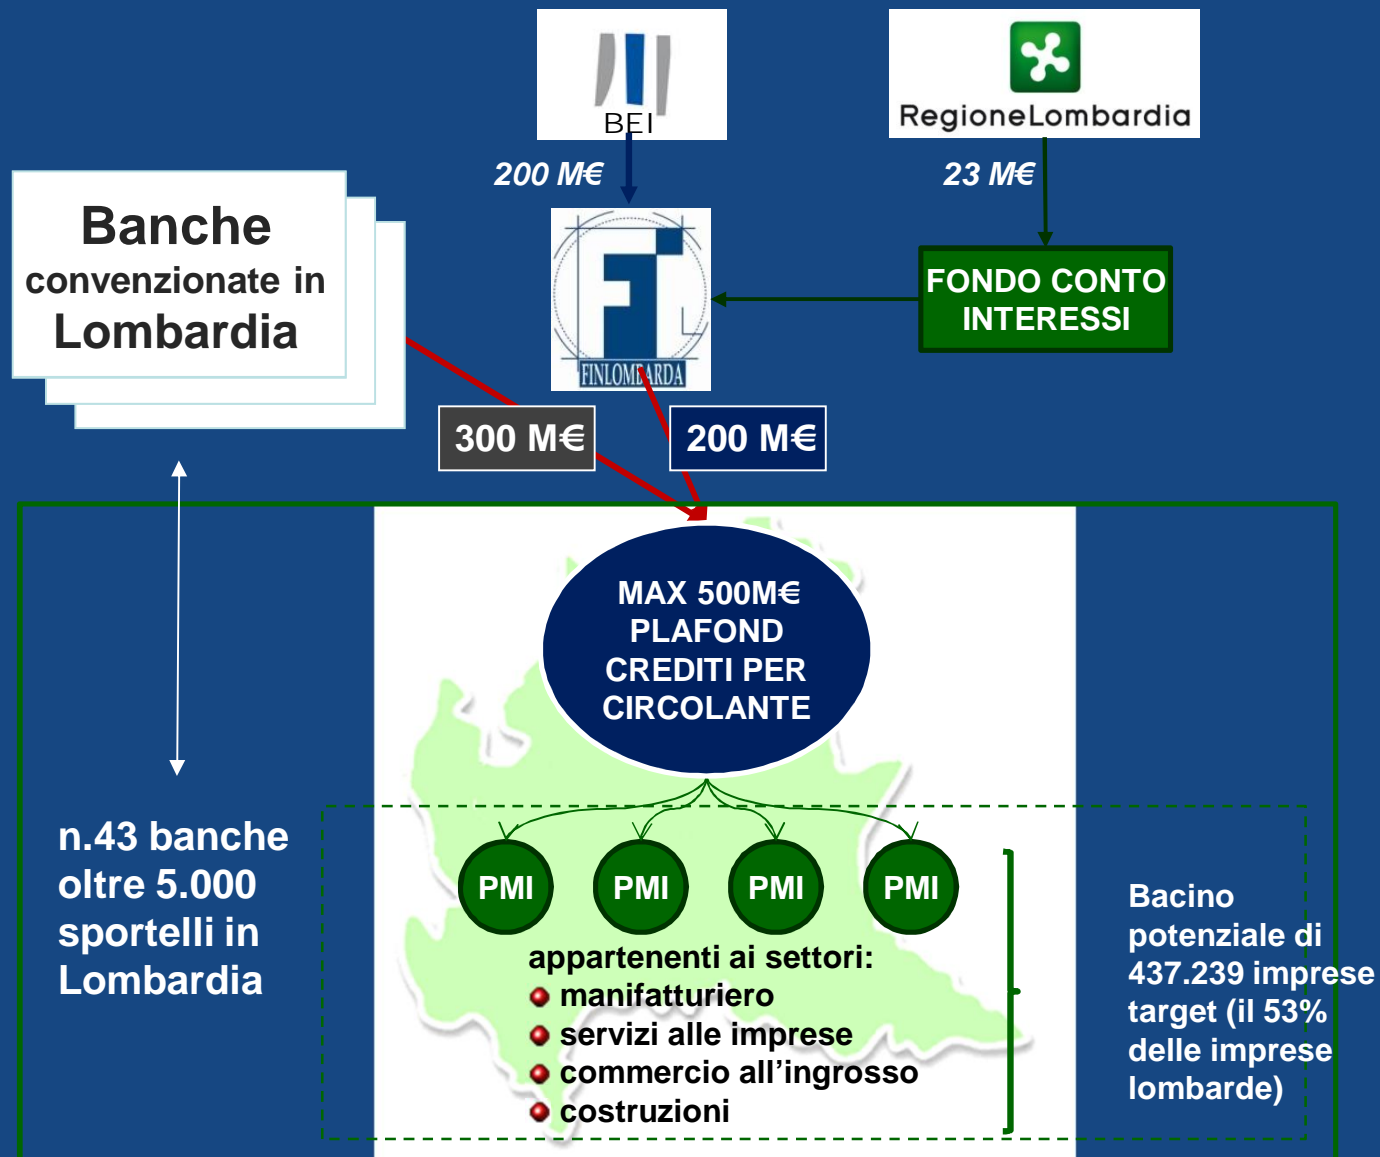 BEI
RegioneLombardia
200 M€
23 M€
Banche
convenzionate in
Lombardia
FINLOMBARDA
FONDO CONTO
INTERESSI
300 M€
200 M€
MAX 500M€
PLAFOND
CREDITI PER
CIRCOLANTE
n.43 banche
oltre 5.000
sportelli in
Lombardia
PMI
PMI
PMI
PMI
appartenenti ai settori:
manifatturiero
servizi alle imprese
commercio all’ingrosso
costruzioni
Bacino
potenziale di
437.239 imprese
target (il 53%
delle imprese
lombarde)